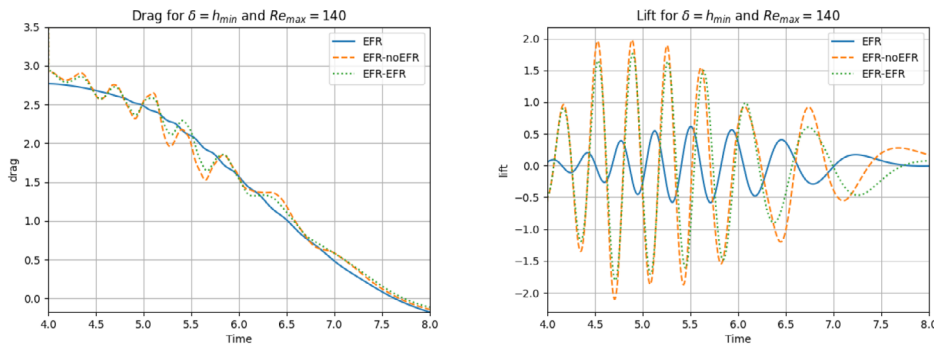 Drag for δ = h_min and Re_max = 140
3.5
3.0
2.5
2.0
1.5
1.0
0.5
0.0
drag
EFR
EFR-noEFR
EFR-EFR
4.0 4.5 5.0 5.5 6.0 6.5 7.0 7.5 8.0
Time
Lift for δ = h_min and Re_max = 140
2.0
1.5
1.0
0.5
0.0
−0.5
−1.0
−1.5
−2.0
lift
EFR
EFR-noEFR
EFR-EFR
4.0 4.5 5.0 5.5 6.0 6.5 7.0 7.5 8.0
Time